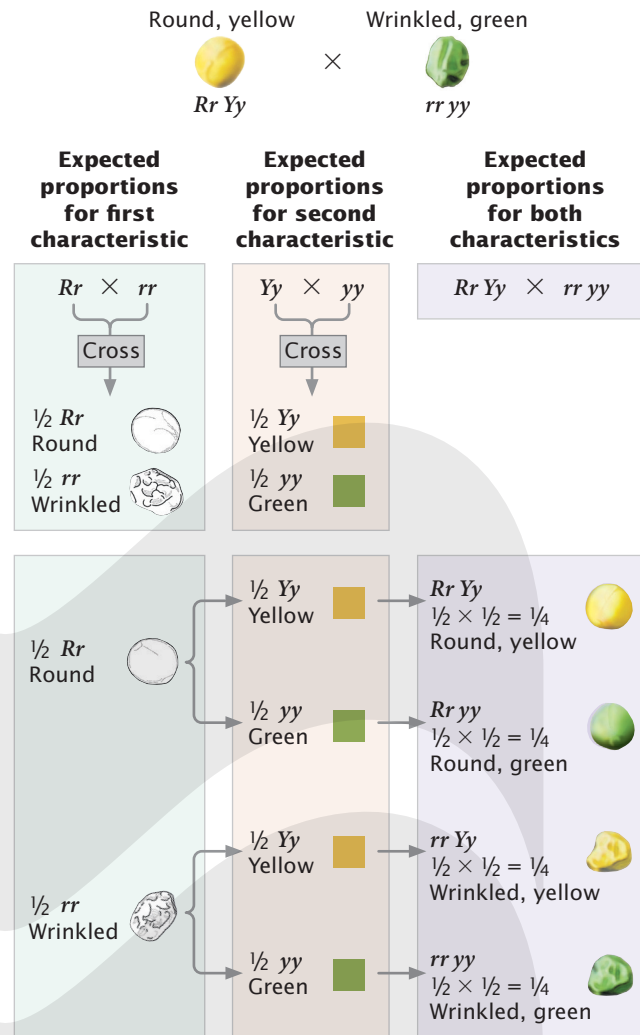 Round, yellow
Wrinkled, green
×
Rr Yy
rr yy
Expected
proportions
for first
characteristic
Expected
proportions
for second
characteristic
Expected
proportions
for both
characteristics
Rr × rr
Cross
½ Rr
Round
½ rr
Wrinkled
Yy × yy
Cross
½ Yy
Yellow
½ yy
Green
Rr Yy × rr yy
½ Rr
Round
½ Yy
Yellow
Rr Yy
½ × ½ = ¼
Round, yellow
½ yy
Green
Rr yy
½ × ½ = ¼
Round, green
½ rr
Wrinkled
½ Yy
Yellow
rr Yy
½ × ½ = ¼
Wrinkled, yellow
½ yy
Green
rr yy
½ × ½ = ¼
Wrinkled, green